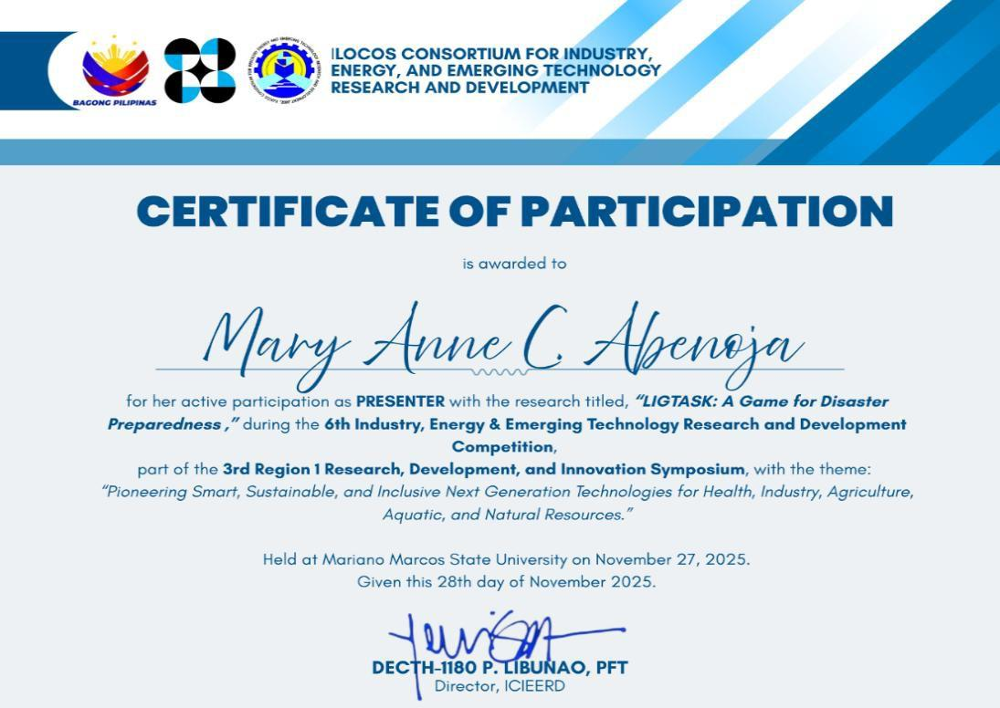 BAGONG PILIPINAS
ILOCOS CONSORTIUM FOR INDUSTRY,
ENERGY, AND EMERGING TECHNOLOGY
RESEARCH AND DEVELOPMENT
CERTIFICATE OF PARTICIPATION
is awarded to
Mary Anne C. Abenoja
for her active participation as PRESENTER with the research titled, “LIGTASK: A Game for Disaster
Preparedness ,” during the 6th Industry, Energy & Emerging Technology Research and Development
Competition,
part of the 3rd Region 1 Research, Development, and Innovation Symposium, with the theme:
“Pioneering Smart, Sustainable, and Inclusive Next Generation Technologies for Health, Industry, Agriculture,
Aquatic, and Natural Resources.”
Held at Mariano Marcos State University on November 27, 2025.
Given this 28th day of November 2025.
DECTH-1180 P. LIBUNAO, PFT
Director, ICIEERD